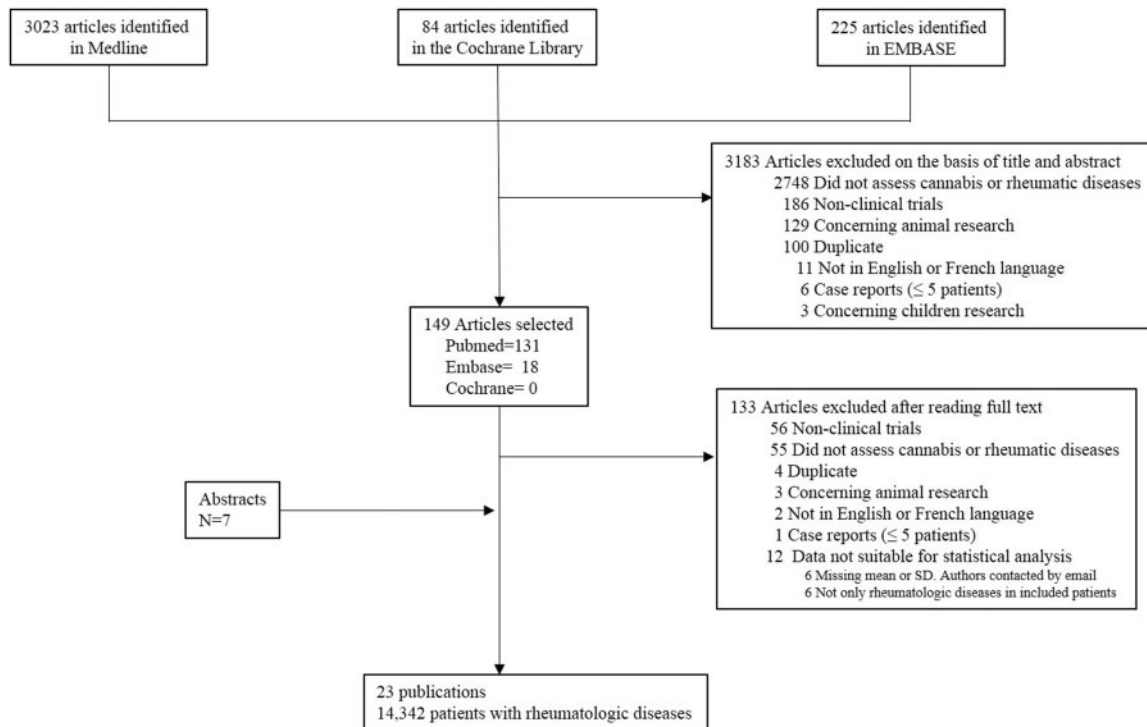 3023 articles identified
in Medline
84 articles identified
in the Cochrane Library
225 articles identified
in EMBASE
3183 Articles excluded on the basis of title and abstract
2748 Did not assess cannabis or rheumatic diseases
186 Non-clinical trials
129 Concerning animal research
100 Duplicate
11 Not in English or French language
6 Case reports (≤ 5 patients)
3 Concerning children research
149 Articles selected
Pubmed=131
Embase= 18
Cochrane= 0
133 Articles excluded after reading full text
56 Non-clinical trials
55 Did not assess cannabis or rheumatic diseases
4 Duplicate
3 Concerning animal research
2 Not in English or French language
1 Case reports (≤ 5 patients)
12 Data not suitable for statistical analysis
6 Missing mean or SD. Authors contacted by email
6 Not only rheumatologic diseases in included patients
Abstracts
N=7
23 publications
14,342 patients with rheumatologic diseases